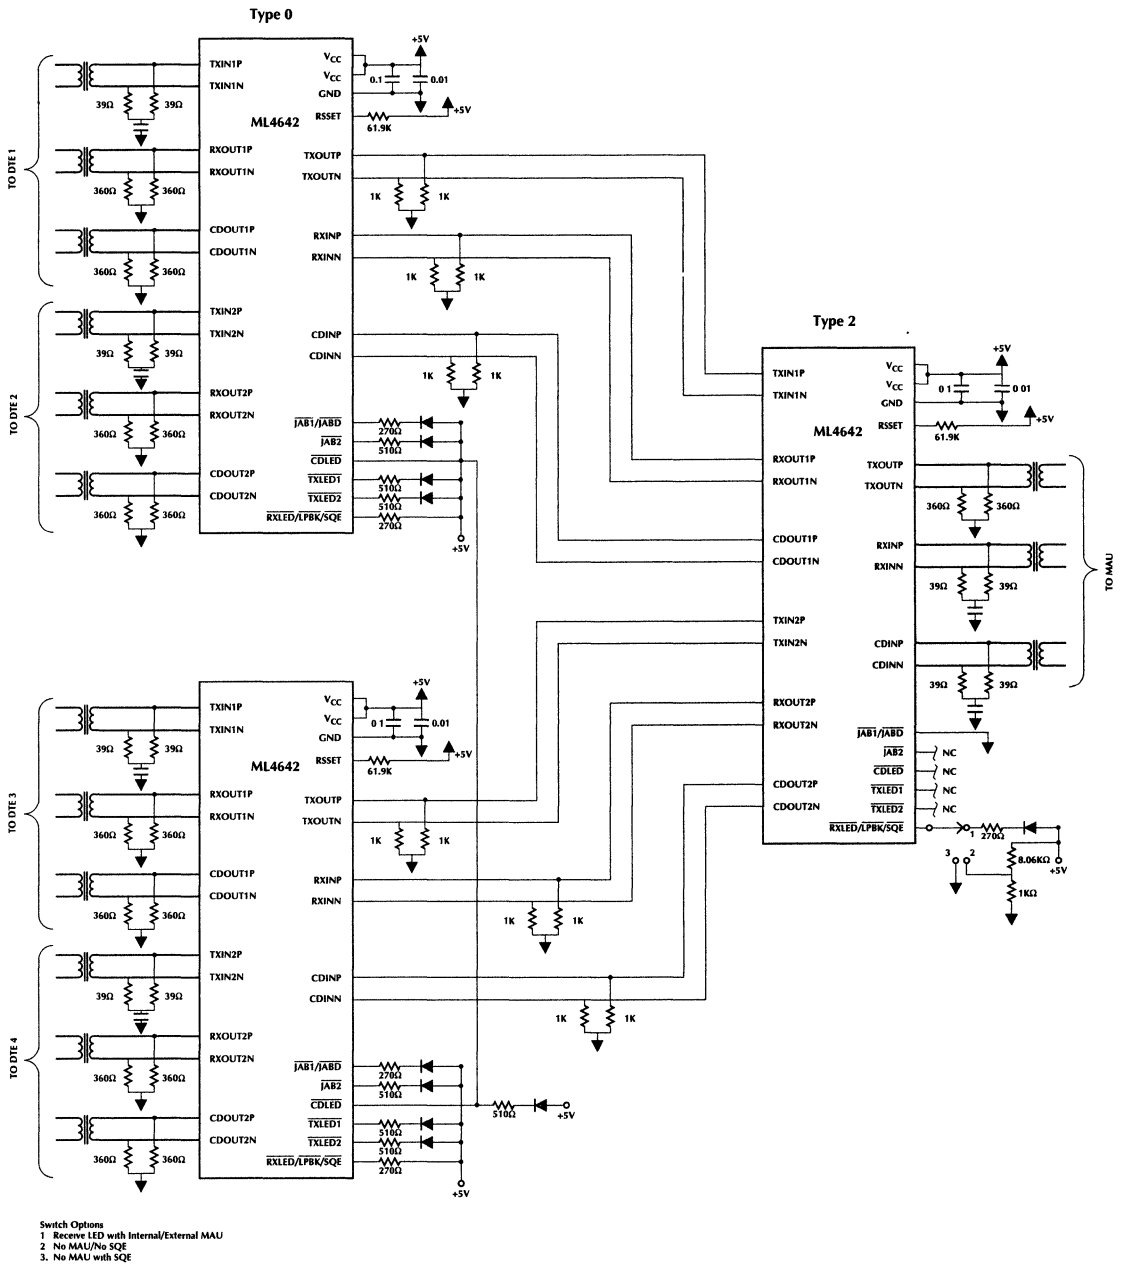 Type 0
TO DTE 1
TXIN1P
TXIN1N
39Ω 39Ω
RXOUT1P
RXOUT1N
360Ω 360Ω
CDOUT1P
CDOUT1N
360Ω 360Ω
TO DTE 2
TXIN2P
TXIN2N
39Ω 39Ω
RXOUT2P
RXOUT2N
360Ω 360Ω
CDOUT2P
CDOUT2N
360Ω 360Ω
ML4642
VCC
VCC
GND
RSSET
+5V
0.1 0.01
+5V
61.9K
TXOUTP
TXOUTN
1K 1K
RXINP
RXINN
1K 1K
CDINP
CDINN
1K 1K
JAB1/JABD
270Ω
JAB2
510Ω
CDLED
TXLED1
510Ω
TXLED2
510Ω
RXLED/LPBK/SQE
270Ω
+5V
Type 2
ML4642
TXIN1P
TXIN1N
RXOUT1P
RXOUT1N
CDOUT1P
CDOUT1N
TXIN2P
TXIN2N
RXOUT2P
RXOUT2N
CDOUT2P
CDOUT2N
VCC
VCC
GND
RSSET
+5V
0 1 0 01
+5V
61.9K
TXOUTP
TXOUTN
360Ω 360Ω
RXINP
RXINN
39Ω 39Ω
CDINP
CDINN
39Ω 39Ω
TO MAU
JAB1/JABD
JAB2 NC
CDLED NC
TXLED1 NC
TXLED2 NC
RXLED/LPBK/SQE
1
270Ω
3 2
8.06KΩ
+5V
1KΩ
TO DTE 3
TXIN1P
TXIN1N
39Ω 39Ω
RXOUT1P
RXOUT1N
360Ω 360Ω
CDOUT1P
CDOUT1N
360Ω 360Ω
TO DTE 4
TXIN2P
TXIN2N
39Ω 39Ω
RXOUT2P
RXOUT2N
360Ω 360Ω
CDOUT2P
CDOUT2N
360Ω 360Ω
ML4642
VCC
VCC
GND
RSSET
+5V
0 1 0.01
+5V
61.9K
TXOUTP
TXOUTN
1K 1K
RXINP
RXINN
1K 1K
CDINP
CDINN
1K 1K
JAB1/JABD
270Ω
JAB2
510Ω
CDLED
510Ω
+5V
TXLED1
510Ω
TXLED2
510Ω
RXLED/LPBK/SQE
270Ω
+5V
Switch Options
1 Receive LED with Internal/External MAU
2 No MAU/No SQE
3. No MAU with SQE